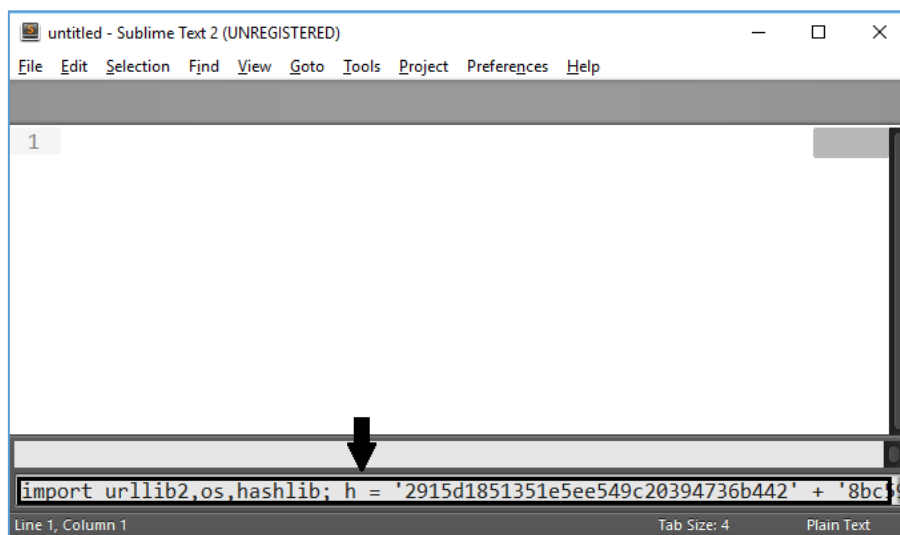 untitled - Sublime Text 2 (UNREGISTERED)
File Edit Selection Find View Goto Tools Project Preferences Help
1
import urllib2,os,hashlib; h = '2915d1851351e5ee549c20394736b442' + '8bc59
Line 1, Column 1 Tab Size: 4 Plain Text